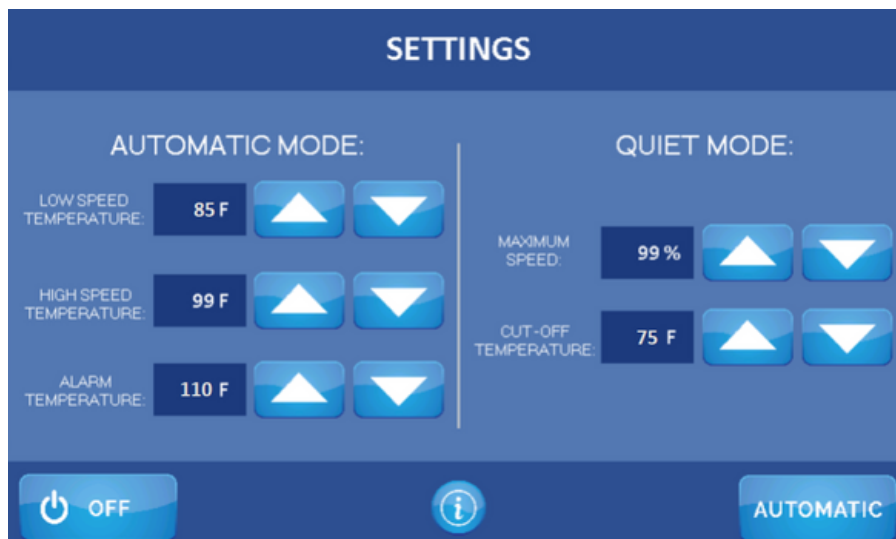 SETTINGS
AUTOMATIC MODE:
LOW SPEED
TEMPERATURE:
85 F
HIGH SPEED
TEMPERATURE:
99 F
ALARM
TEMPERATURE:
110 F
QUIET MODE:
MAXIMUM
SPEED:
99 %
CUT-OFF
TEMPERATURE:
75 F
OFF
i
AUTOMATIC